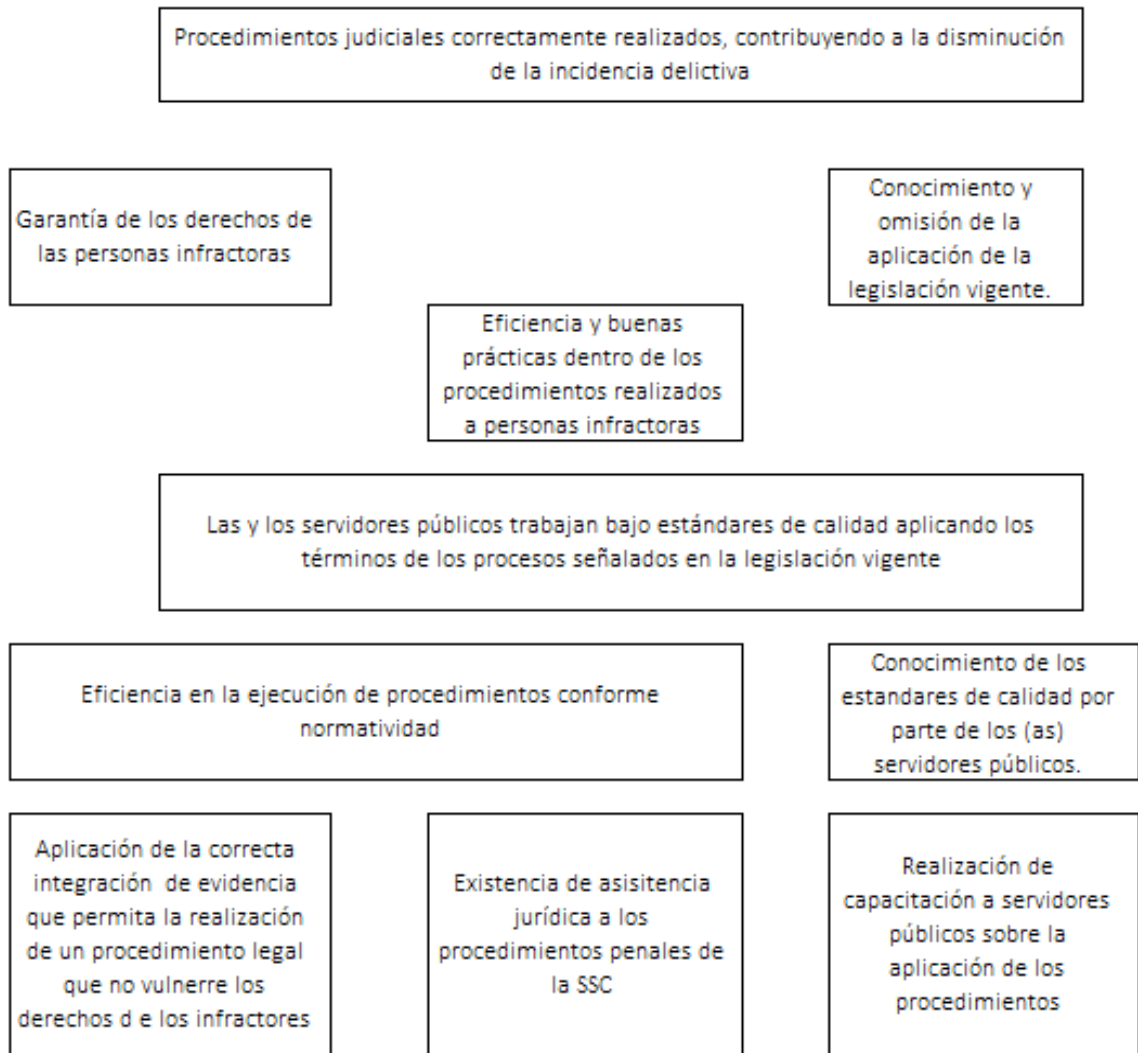 Procedimientos judiciales correctamente realizados, contribuyendo a la disminución
de la incidencia delictiva
Garantía de los derechos de
las personas infractoras
Conocimiento y
omisión de la
aplicación de la
legislación vigente.
Eficiencia y buenas
prácticas dentro de los
procedimientos realizados
a personas infractoras
Las y los servidores públicos trabajan bajo estándares de calidad aplicando los
términos de los procesos señalados en la legislación vigente
Eficiencia en la ejecución de procedimientos conforme
normatividad
Conocimiento de los
estandares de calidad por
parte de los (as)
servidores públicos.
Aplicación de la correcta
integración  de evidencia
que permita la realización
de un procedimiento legal
que no vulnerre los
derechos d e los infractores
Existencia de asisitencia
jurídica a los
procedimientos penales de
la SSC
Realización de
capacitación a servidores
públicos sobre la
aplicación de los
procedimientos